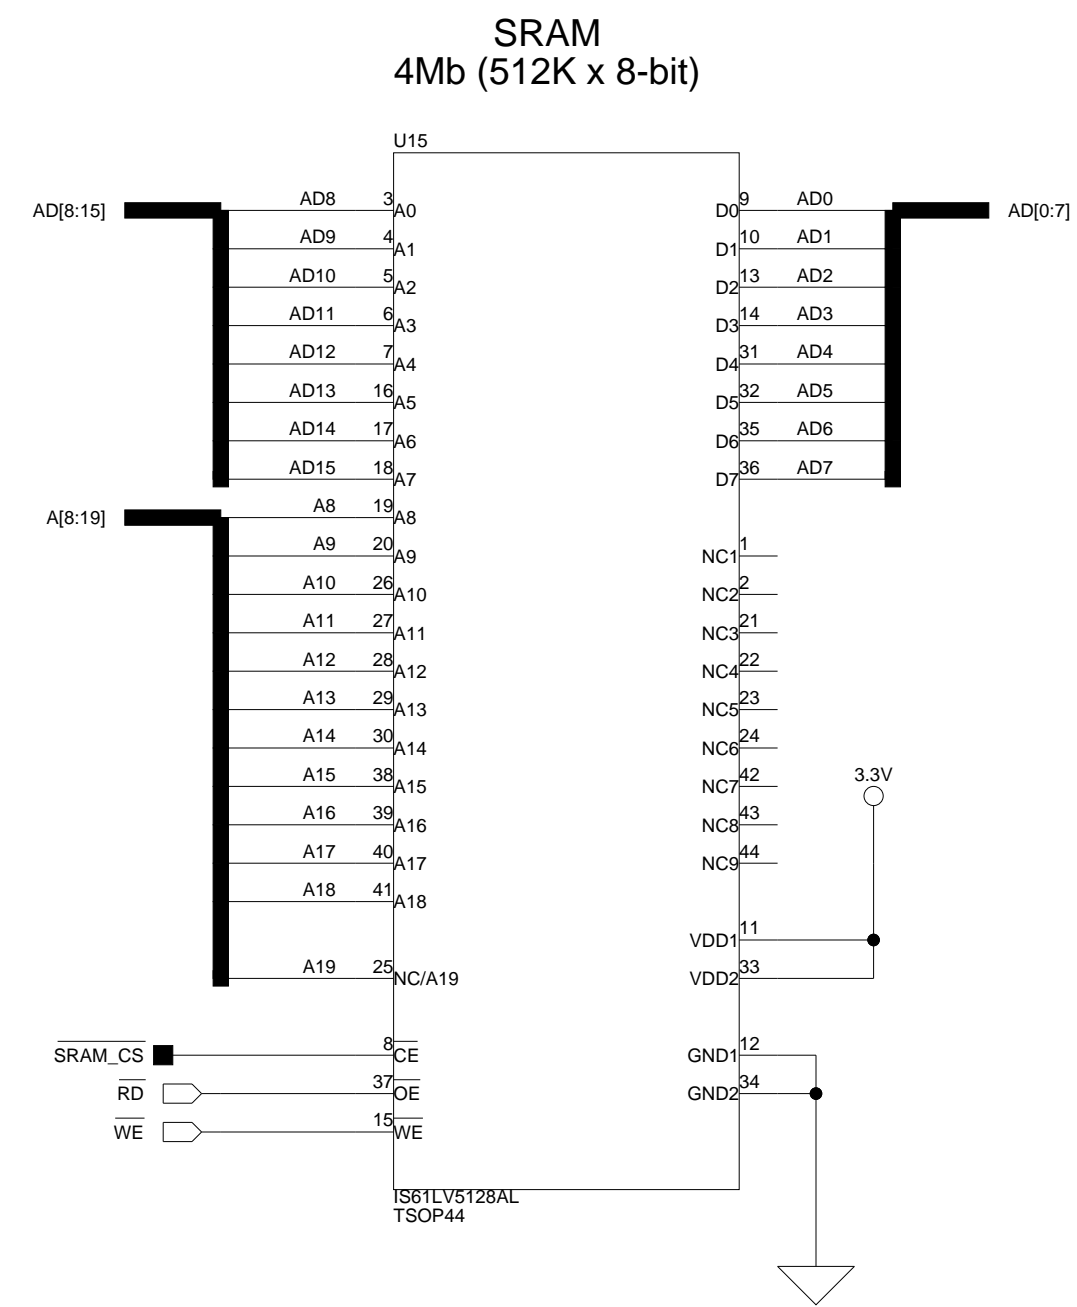 SRAM
4Mb (512K x 8-bit)
U15
AD[8:15] AD8 3 A0 D0 9 AD0 AD[0:7]
AD9 4 A1 D1 10 AD1
AD10 5 A2 D2 13 AD2
AD11 6 A3 D3 14 AD3
AD12 7 A4 D4 31 AD4
AD13 16 A5 D5 32 AD5
AD14 17 A6 D6 35 AD6
AD15 18 A7 D7 36 AD7
A[8:19] A8 19 A8
A9 20 A9 NC1 1
A10 26 A10 NC2 2
A11 27 A11 NC3 21
A12 28 A12 NC4 22
A13 29 A13 NC5 23
A14 30 A14 NC6 24
A15 38 A15 NC7 42 3.3V
A16 39 A16 NC8 43
A17 40 A17 NC9 44
A18 41 A18
VDD1 11
A19 25 NC/A19 VDD2 33
SRAM_CS 8 CE GND1 12
RD 37 OE GND2 34
WE 15 WE
IS61LV5128AL
TSOP44